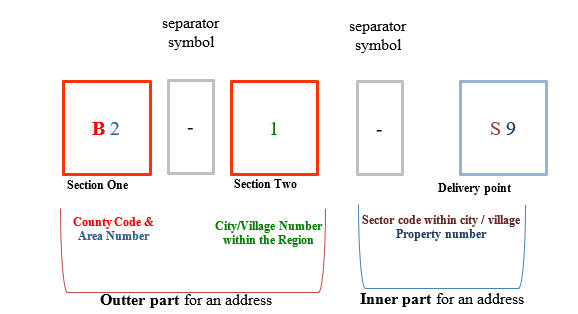 separator
symbol
separator
symbol
B 2
-
1
-
S 9
Section One
Section Two
Delivery point
County Code &
Area Number
City/Village Number
within the Region
Sector code within city / village
Property number
Outter part for an address
Inner part for an address